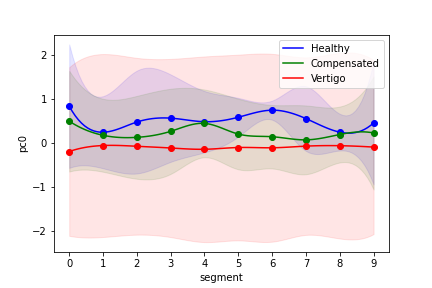 Healthy
Compensated
Vertigo
pc0
2
1
0
−1
−2
0 1 2 3 4 5 6 7 8 9
segment